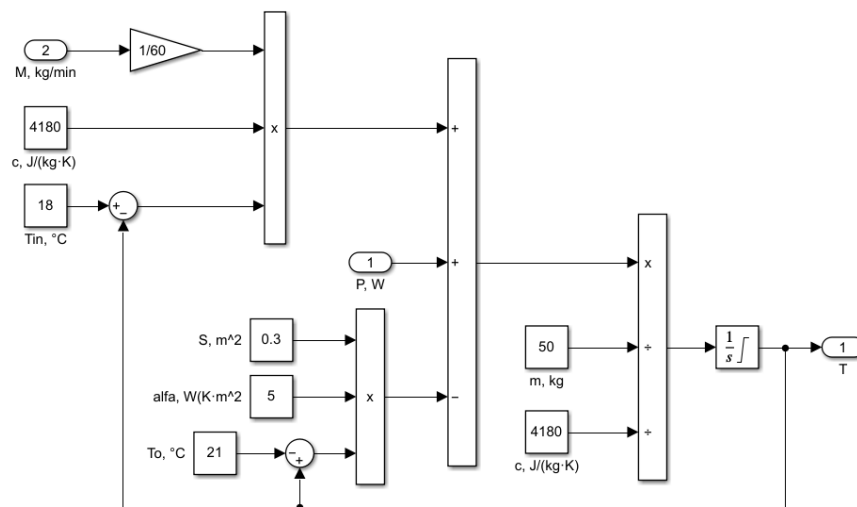 2
1/60
M, kg/min
4180
c, J/(kg·K)
x
+
18
+
−
Tin, °C
1
+
P, W
x
S, m^2
0.3
50
÷
1
s
1
m, kg
T
alfa, W(K·m^2
5
x
−
4180
÷
c, J/(kg·K)
To, °C
21
−
+